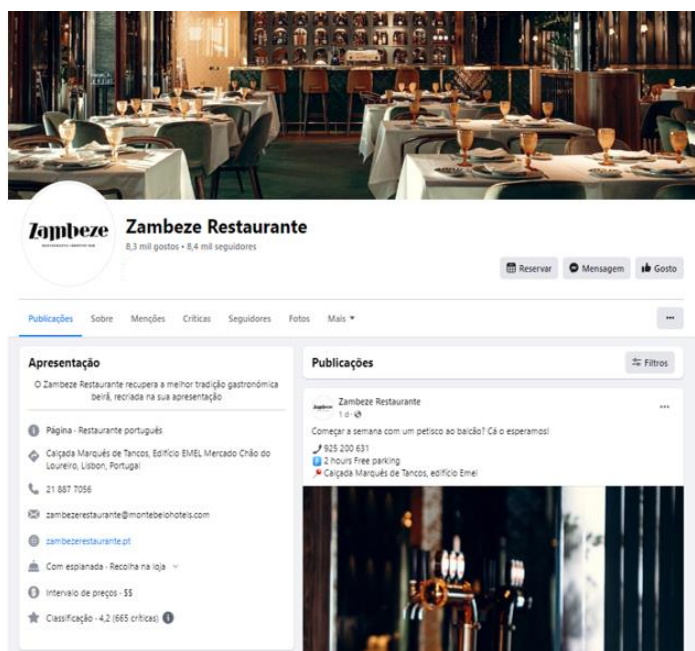 Zambeze
Zambeze Restaurante
8,3 mil gostos • 8,4 mil seguidores
Reservar
Mensagem
Gosto
Publicações Sobre Menções Críticas Seguidores Fotos Mais
Apresentação
O Zambeze Restaurante recupera a melhor tradição gastronómica
beirã, recriada na sua apresentação.
Página · Restaurante português
Calçada Marquês de Tancos, Edifício EMEL Mercado Chão do
Loureiro, Lisbon, Portugal
21 887 7056
zambezerestaurante@montebelohotels.com
zambezerestaurante.pt
Com esplanada · Recolha na loja
Intervalo de preços · $$
Classificação · 4,2 (665 críticas)
Publicações
Filtros
Zambeze Restaurante
1 d ·
Começar a semana com um petisco ao balcão? Cá o esperamos!
925 200 631
2 hours Free parking
Calçada Marquês de Tancos, edifício Emel